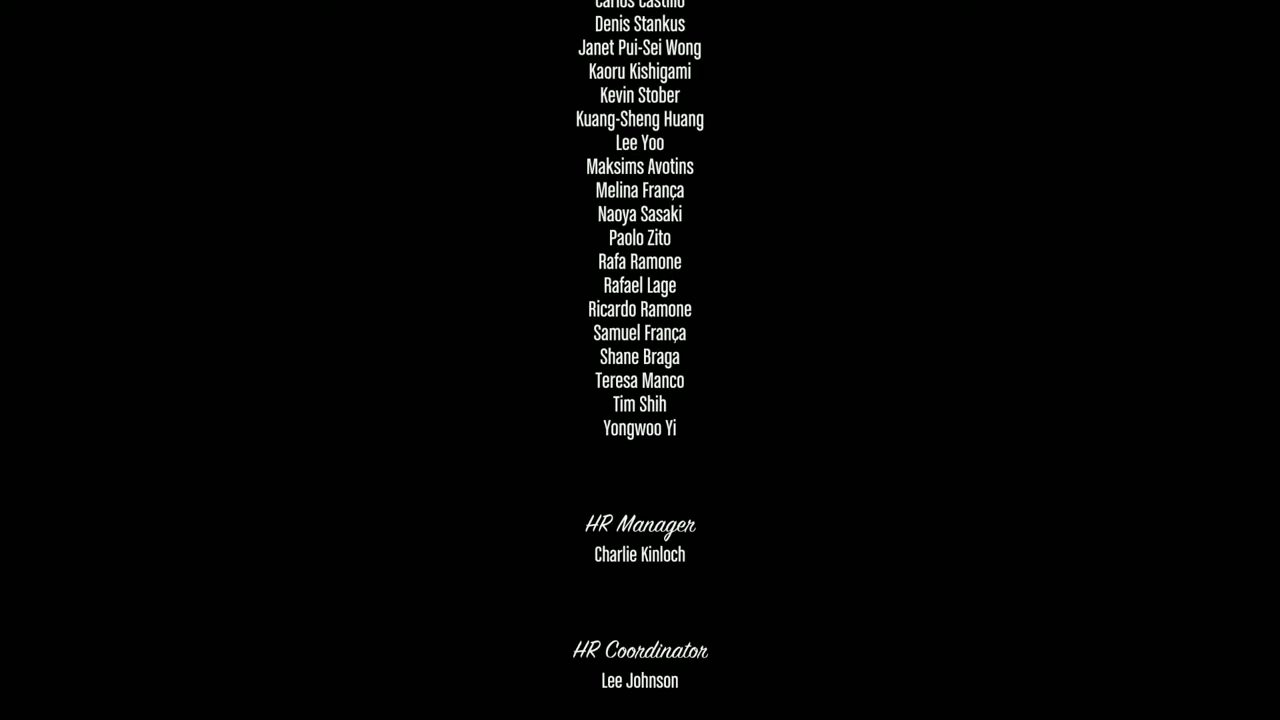 Carlos Castillo
Denis Stankus
Janet Pui-Sei Wong
Kaoru Kishigami
Kevin Stober
Kuang-Sheng Huang
Lee Yoo
Maksims Avotins
Melina França
Naoya Sasaki
Paolo Zito
Rafa Ramone
Rafael Lage
Ricardo Ramone
Samuel França
Shane Braga
Teresa Manco
Tim Shih
Yongwoo Yi
HR Manager
Charlie Kinloch
HR Coordinator
Lee Johnson